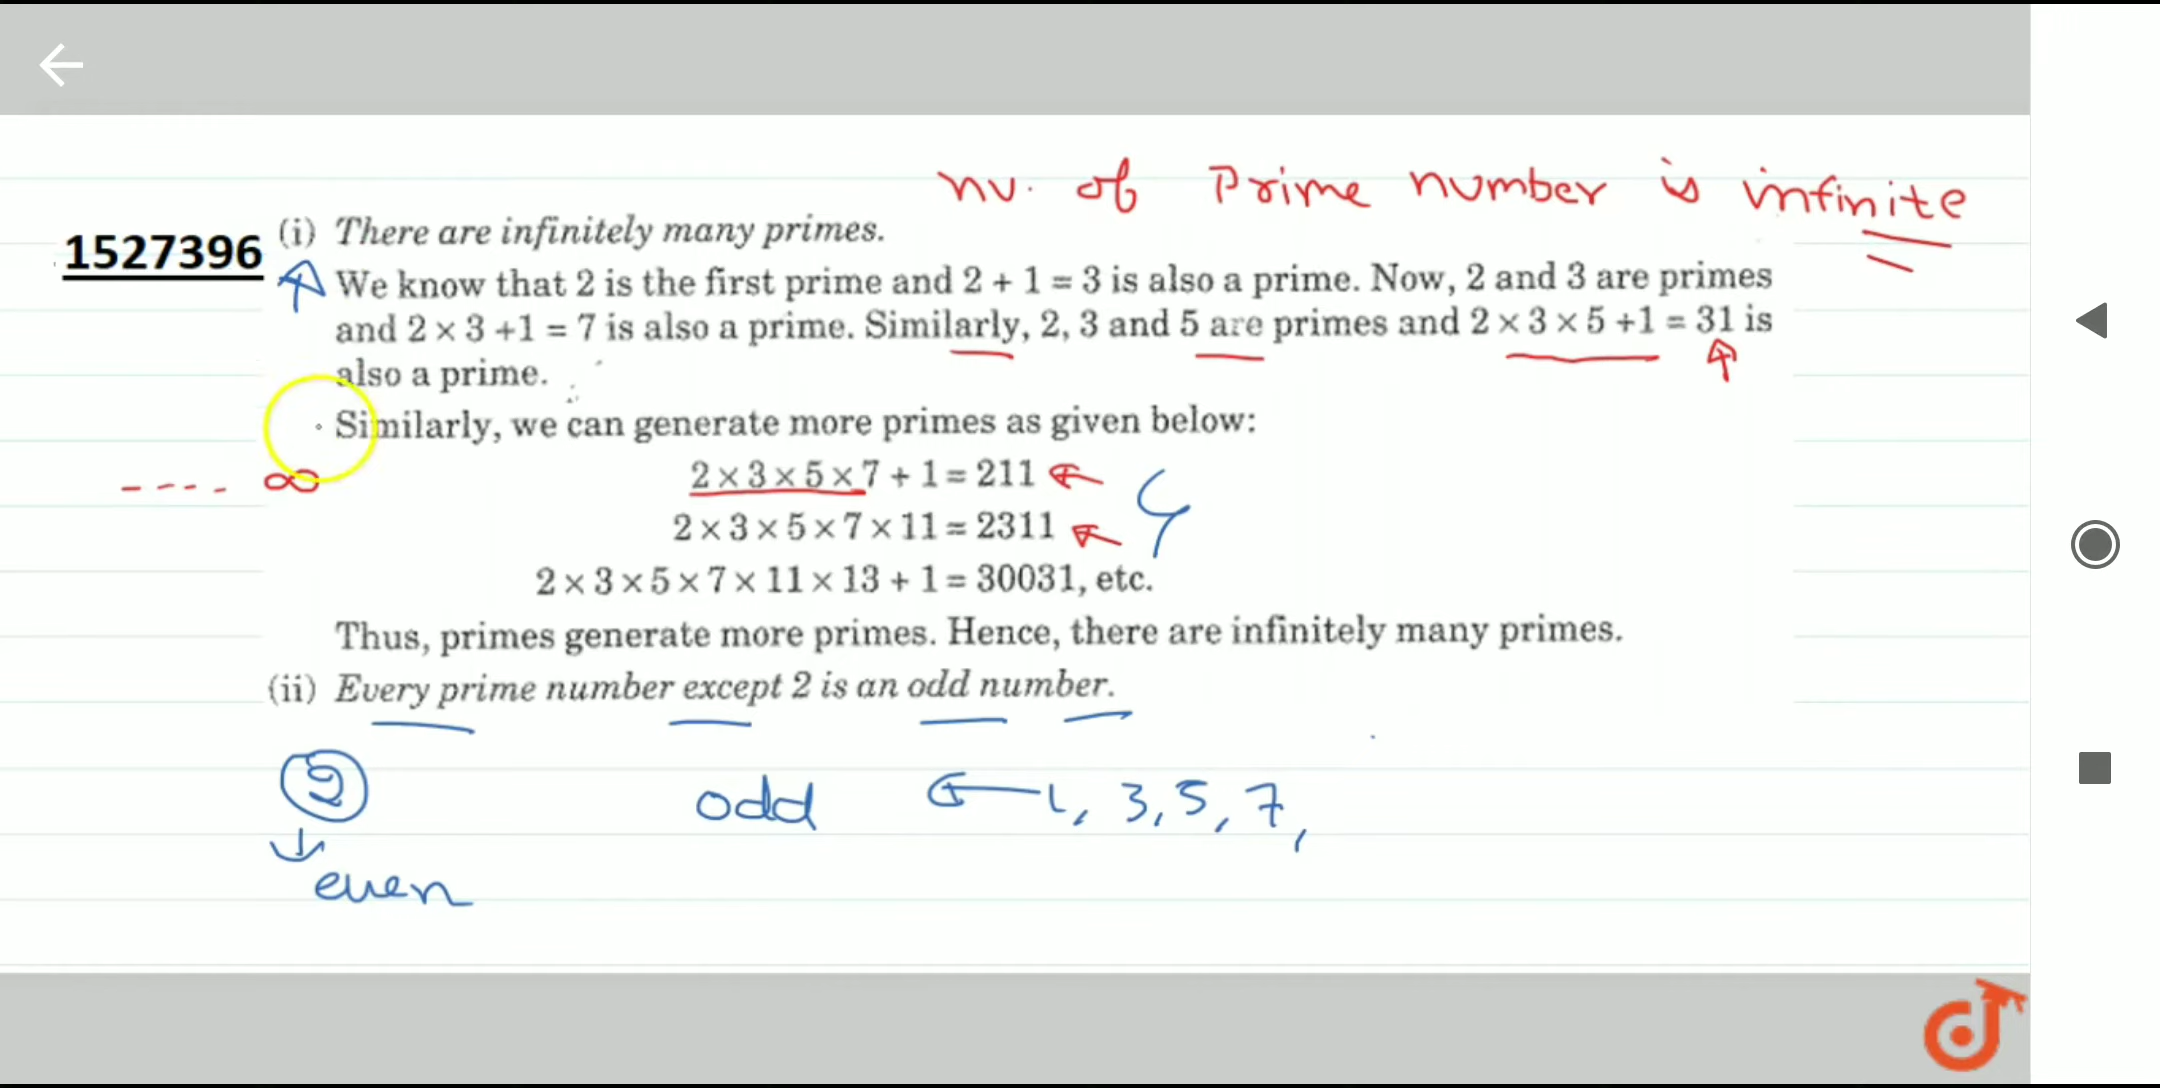 nu. of Prime number is infinite
1527396
(i) There are infinitely many primes.
We know that 2 is the first prime and 2 + 1 = 3 is also a prime. Now, 2 and 3 are primes
and 2 × 3 +1 = 7 is also a prime. Similarly, 2, 3 and 5 are primes and 2 × 3 × 5 +1 = 31 is
also a prime.
Similarly, we can generate more primes as given below:
---- ∞
2 × 3 × 5 × 7 + 1 = 211
2 × 3 × 5 × 7 × 11 = 2311
2 × 3 × 5 × 7 × 11 × 13 + 1 = 30031, etc.
Thus, primes generate more primes. Hence, there are infinitely many primes.
(ii) Every prime number except 2 is an odd number.
2 odd ← 1, 3, 5, 7,
even